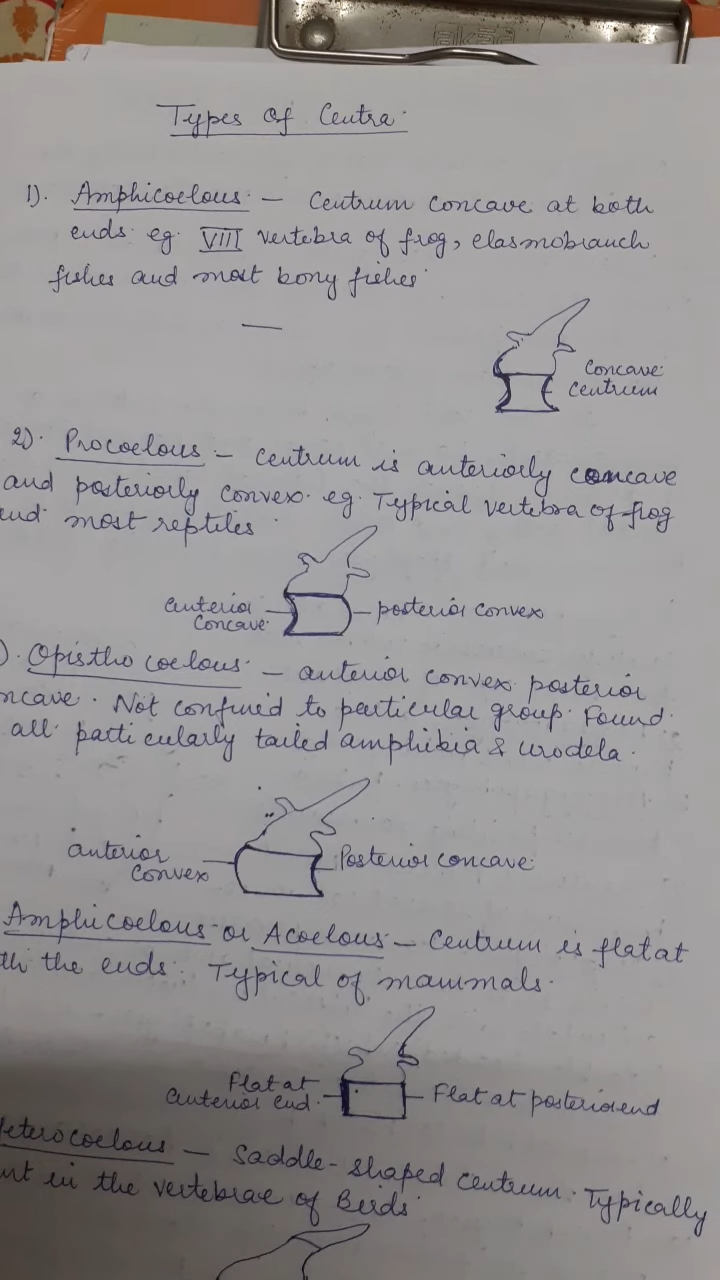 Types of Centra.
1). Amphicoelous. — Centrum concave at both
ends. eg. VIII vertebra of frog, elasmobranch
fishes and most bony fishes.
Concave
centrum
2). Procoelous — Centrum is anteriorly concave
and posteriorly convex. eg. Typical vertebra of frog
and most reptiles.
anterior
concave
posterior convex
). Opistho coelous. — anterior convex posterior
ncave. Not confined to particular group. Found
all particularly tailed amphibia & urodela.
anterior
convex
Posterior concave
Amphicoelous or Acoelous — Centrum is flat at
th the ends. Typical of mammals.
Flat at
anterior end.
Flat at posterior end
eterocoelous — Saddle-shaped centrum. Typically
nt in the vertebrae of Birds.